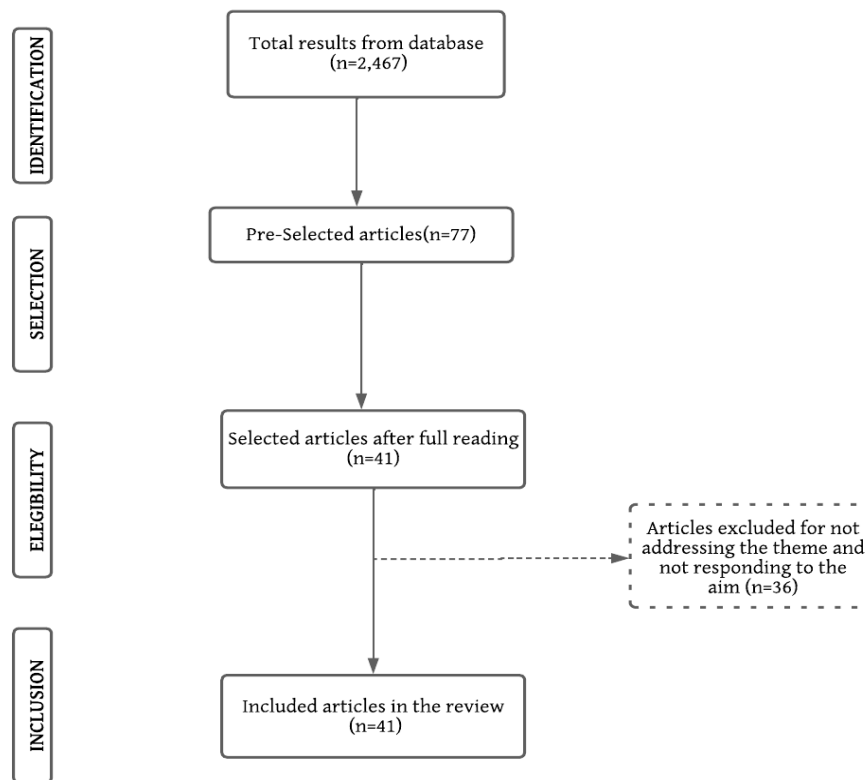 IDENTIFICATION
Total results from database
(n=2,467)
SELECTION
Pre-Selected articles(n=77)
ELEGIBILITY
Selected articles after full reading
(n=41)
Articles excluded for not
addressing the theme and
not responding to the
aim (n=36)
INCLUSION
Included articles in the review
(n=41)